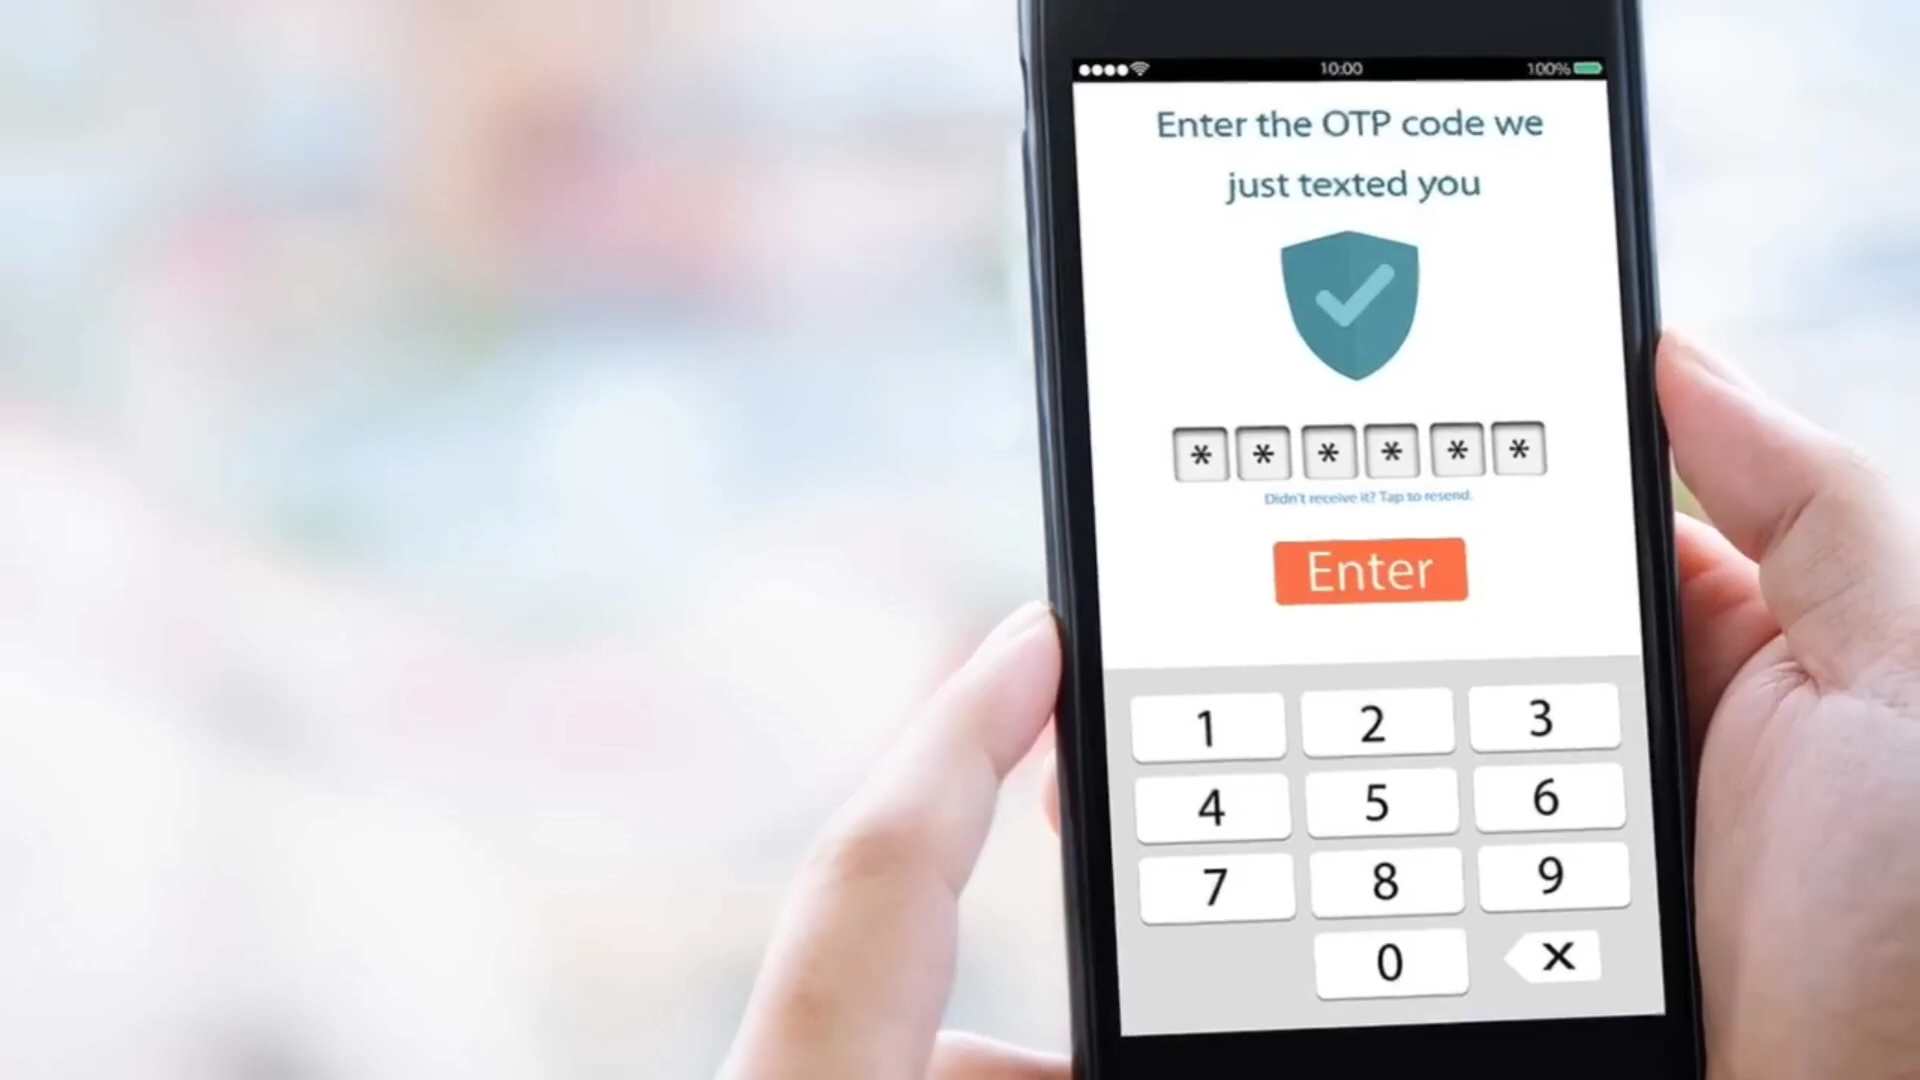 10:00 100%
Enter the OTP code we
just texted you
* * * * * *
Didn't receive it? Tap to resend.
Enter
1 2 3
4 5 6
7 8 9
0 X